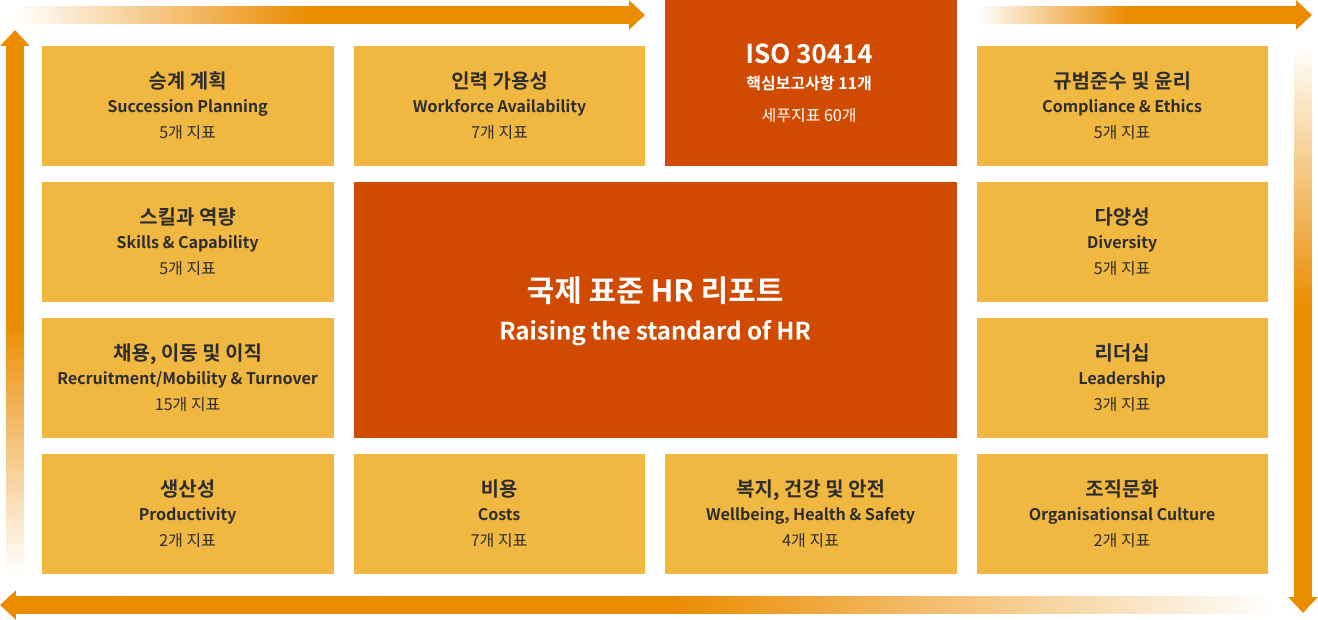 승계 계획
Succession Planning
5개 지표
인력 가용성
Workforce Availability
7개 지표
ISO 30414
핵심보고사항 11개
세푸지표 60개
규범준수 및 윤리
Compliance & Ethics
5개 지표
스킬과 역량
Skills & Capability
5개 지표
국제 표준 HR 리포트
Raising the standard of HR
다양성
Diversity
5개 지표
채용, 이동 및 이직
Recruitment/Mobility & Turnover
15개 지표
리더십
Leadership
3개 지표
생산성
Productivity
2개 지표
비용
Costs
7개 지표
복지, 건강 및 안전
Wellbeing, Health & Safety
4개 지표
조직문화
Organisationsal Culture
2개 지표